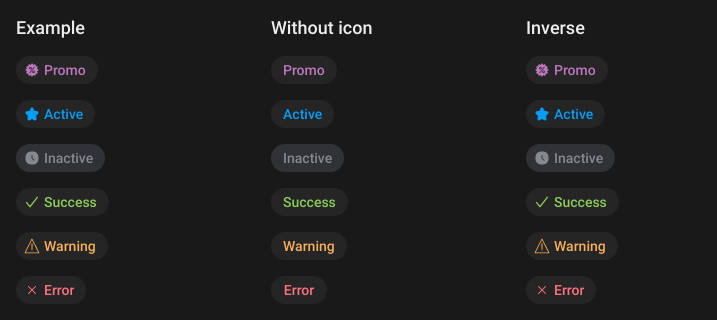 Example Without icon Inverse
Promo Promo Promo
Active Active Active
Inactive Inactive Inactive
Success Success Success
Warning Warning Warning
Error Error Error